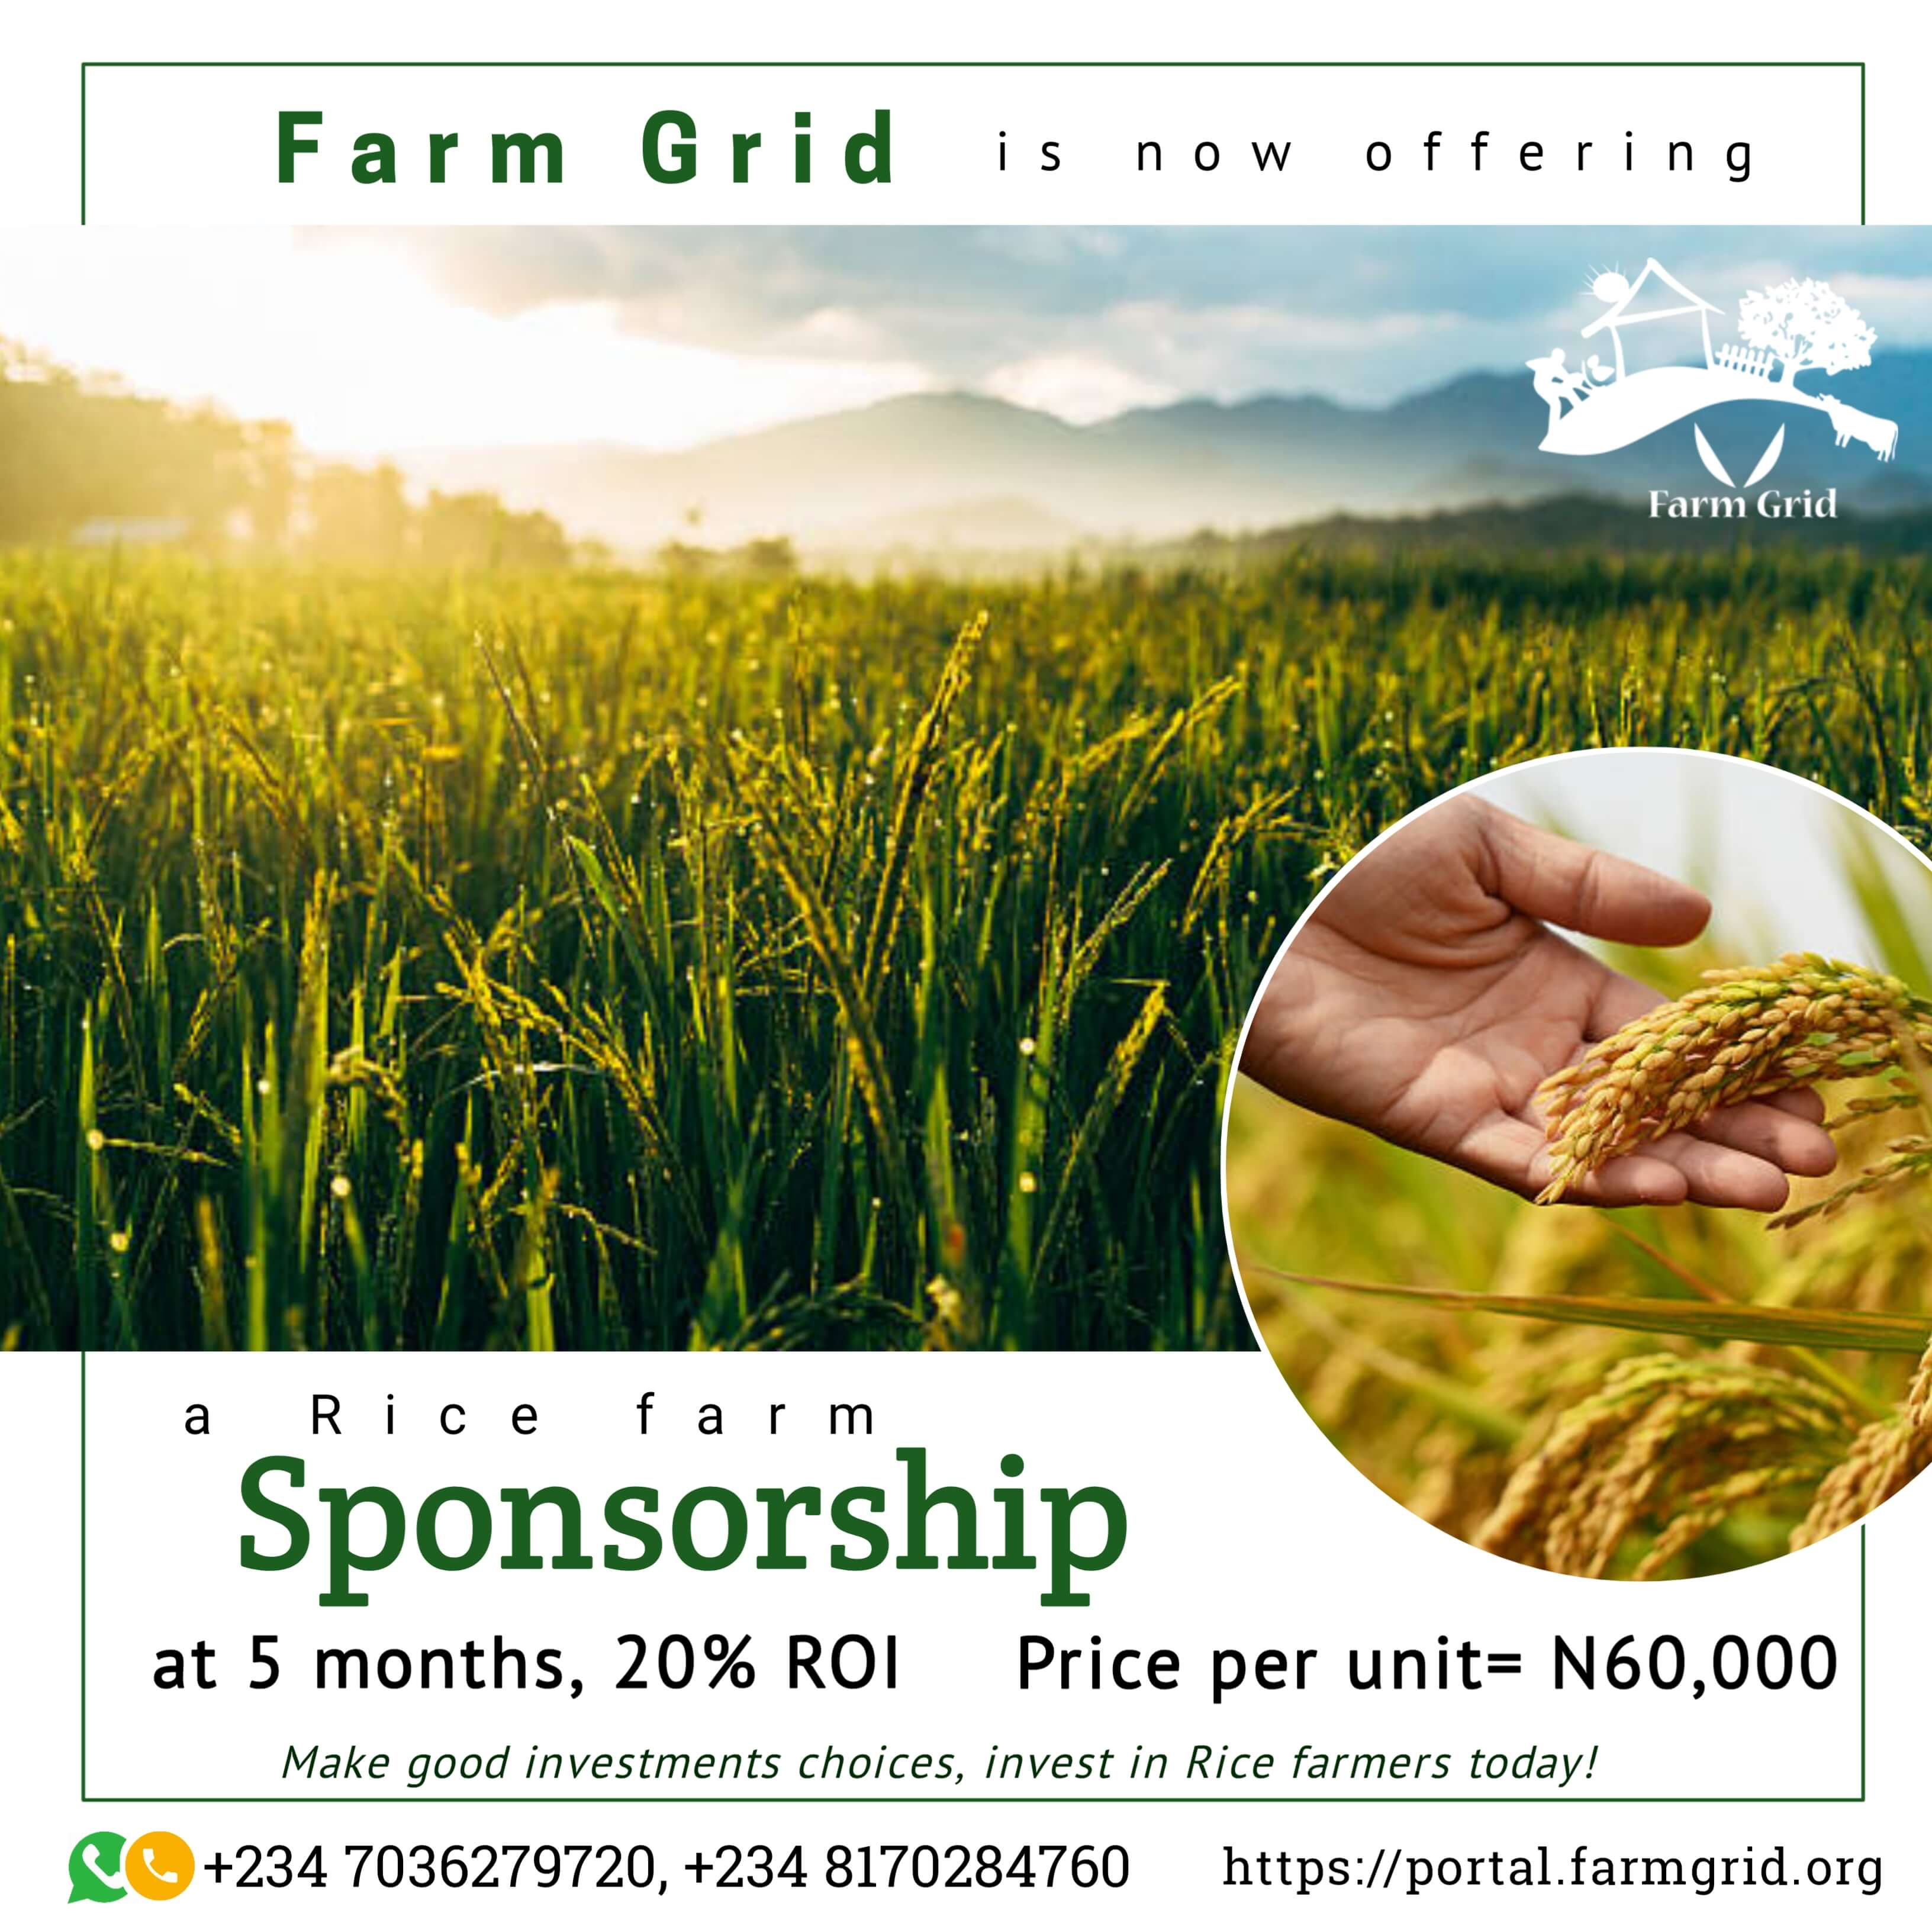 Farm Grid is now offering
Farm Grid
a Rice farm
Sponsorship
at 5 months, 20% ROI Price per unit= N60,000
Make good investments choices, invest in Rice farmers today!
+234 7036279720, +234 8170284760 https://portal.farmgrid.org